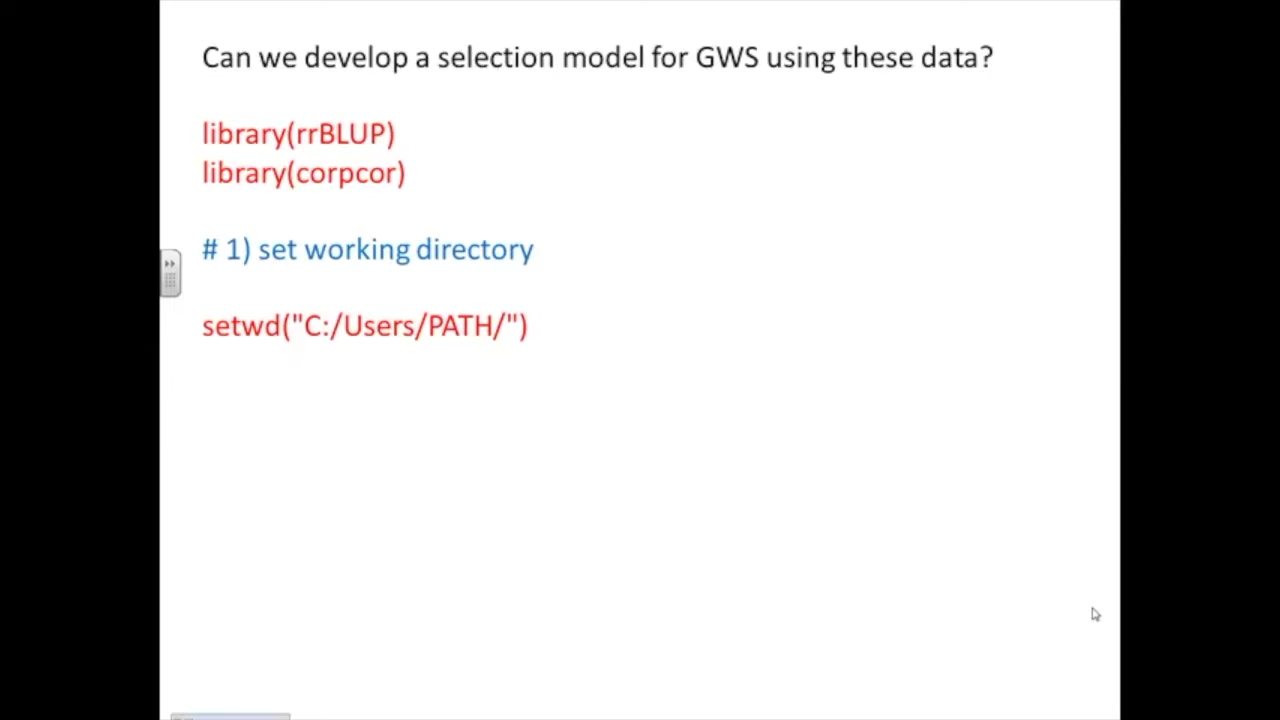 Can we develop a selection model for GWS using these data?
library(rrBLUP)
library(corpcor)
# 1) set working directory
setwd("C:/Users/PATH/")